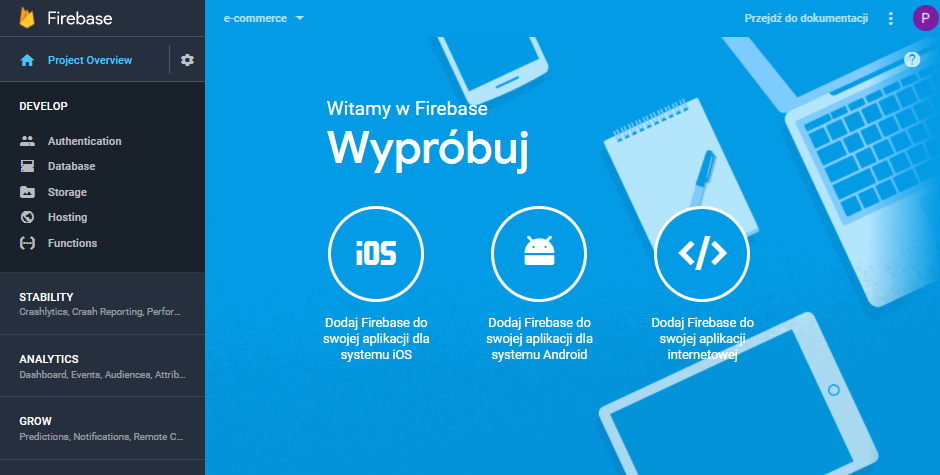 Firebase
Project Overview
DEVELOP
Authentication
Database
Storage
Hosting
Functions
STABILITY
Crashlytics, Crash Reporting, Perfor...
ANALYTICS
Dashboard, Events, Audiences, Attrib...
GROW
Predictions, Notifications, Remote C...
e-commerce
Przejdź do dokumentacji
P
?
Witamy w Firebase
Wypróbuj
iOS
Dodaj Firebase do
swojej aplikacji dla
systemu iOS
Dodaj Firebase do
swojej aplikacji dla
systemu Android
</>
Dodaj Firebase do
swojej aplikacji
internetowej